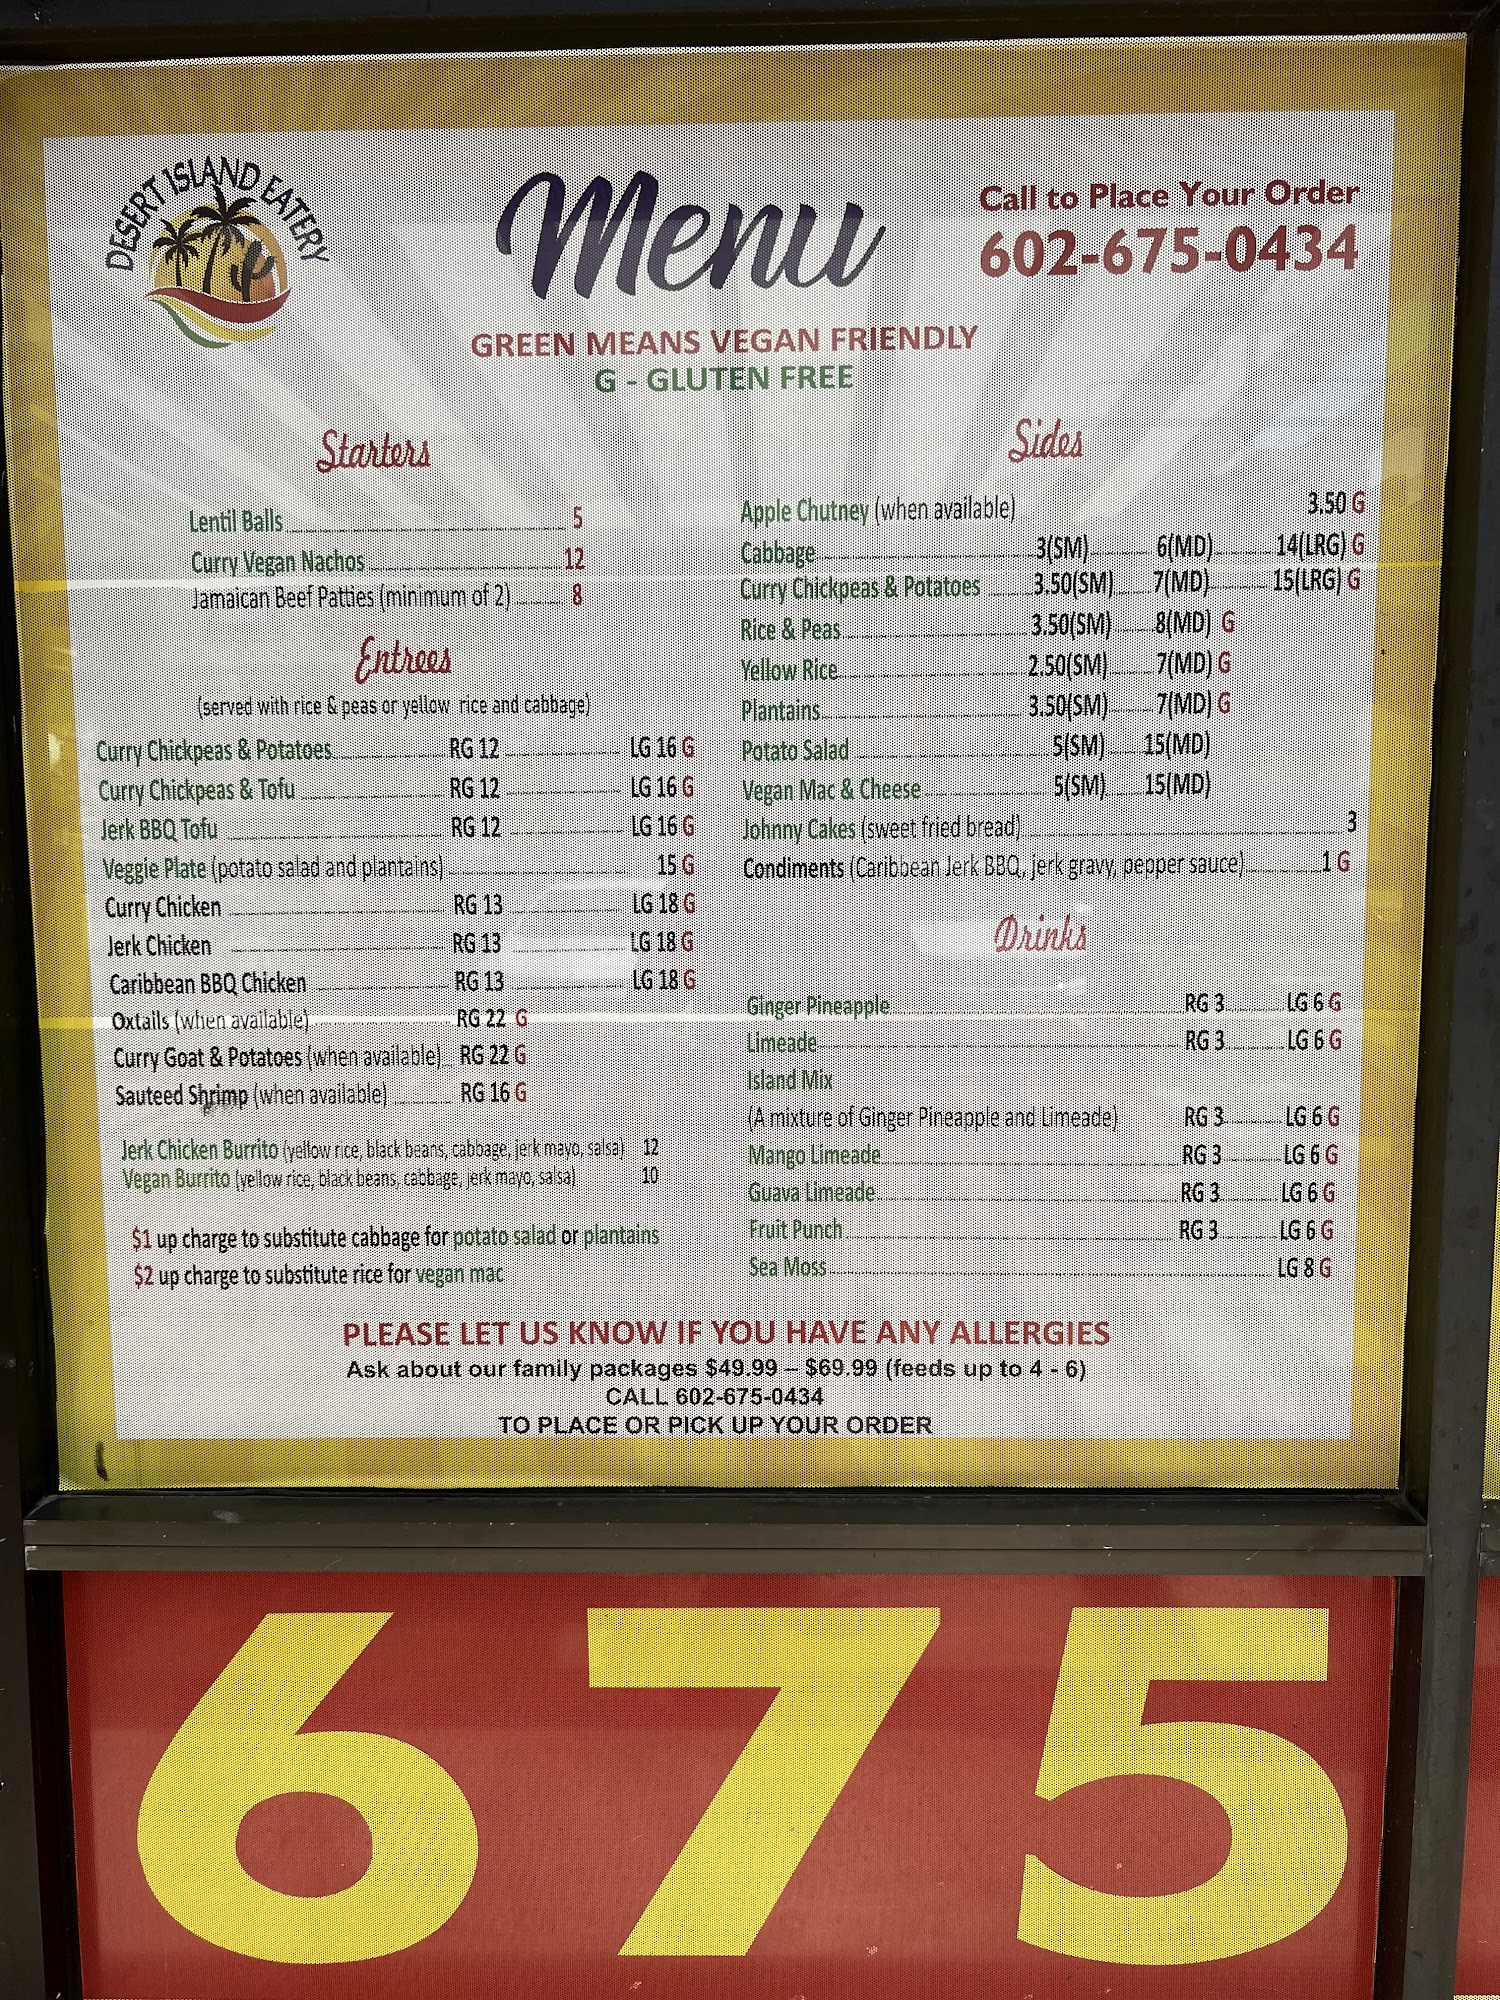 DESERT ISLAND EATERY
Menu
Call to Place Your Order
602-675-0434
GREEN MEANS VEGAN FRIENDLY
G - GLUTEN FREE
Starters
Lentil Balls 5
Curry Vegan Nachos 12
Jamaican Beef Patties (minimum of 2) 8
Entrees
(served with rice & peas or yellow rice and cabbage)
Curry Chickpeas & Potatoes RG 12 LG 16 G
Curry Chickpeas & Tofu RG 12 LG 16 G
Jerk BBQ Tofu RG 12 LG 16 G
Veggie Plate (potato salad and plantains) 15 G
Curry Chicken RG 13 LG 18 G
Jerk Chicken RG 13 LG 18 G
Caribbean BBQ Chicken RG 13 LG 18 G
Oxtails (when available) RG 22 G
Curry Goat & Potatoes (when available) RG 22 G
Sauteed Shrimp (when available) RG 16 G
Jerk Chicken Burrito (yellow rice, black beans, cabbage, jerk mayo, salsa) 12
Vegan Burrito (yellow rice, black beans, cabbage, jerk mayo, salsa) 10
$1 up charge to substitute cabbage for potato salad or plantains
$2 up charge to substitute rice for vegan mac
Sides
Apple Chutney (when available) 3.50 G
Cabbage 3(SM) 6(MD) 14(LRG) G
Curry Chickpeas & Potatoes 3.50(SM) 7(MD) 15(LRG) G
Rice & Peas 3.50(SM) 8(MD) G
Yellow Rice 2.50(SM) 7(MD) G
Plantains 3.50(SM) 7(MD) G
Potato Salad 5(SM) 15(MD)
Vegan Mac & Cheese 5(SM) 15(MD)
Johnny Cakes (sweet fried bread) 3
Condiments (Caribbean Jerk BBQ, jerk gravy, pepper sauce) 1 G
Drinks
Ginger Pineapple RG 3 LG 6 G
Limeade RG 3 LG 6 G
Island Mix
(A mixture of Ginger Pineapple and Limeade) RG 3 LG 6 G
Mango Limeade RG 3 LG 6 G
Guava Limeade RG 3 LG 6 G
Fruit Punch RG 3 LG 6 G
Sea Moss LG 8 G
PLEASE LET US KNOW IF YOU HAVE ANY ALLERGIES
Ask about our family packages $49.99 – $69.99 (feeds up to 4 - 6)
CALL 602-675-0434
TO PLACE OR PICK UP YOUR ORDER
675